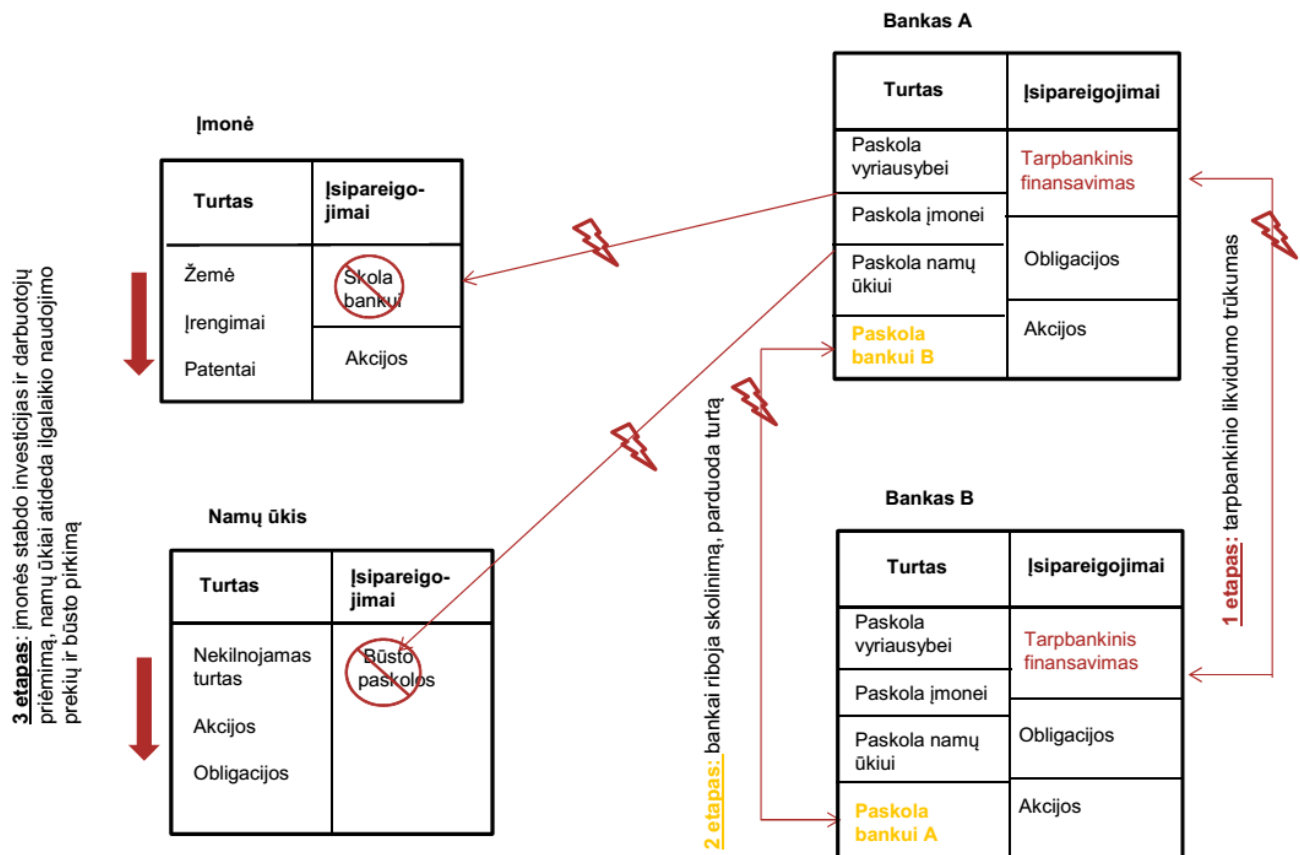 Bankas A
Turtas
Įsipareigojimai
Paskola
vyriausybei
Paskola įmonei
Paskola namų
ūkiui
Paskola
bankui B
Tarpbankinis
finansavimas
Obligacijos
Akcijos
Įmonė
Turtas
Įsipareigo-
jimai
Žemė
Įrengimai
Patentai
Skola
bankui
Akcijos
Namų ūkis
Turtas
Įsipareigo-
jimai
Nekilnojamas
turtas
Akcijos
Obligacijos
Būsto
paskolos
Bankas B
Turtas
Įsipareigojimai
Paskola
vyriausybei
Paskola įmonei
Paskola namų
ūkiui
Paskola
bankui A
Tarpbankinis
finansavimas
Obligacijos
Akcijos
1 etapas: tarpbankinio likvidumo trūkumas
2 etapas: bankai riboja skolinimą, parduoda turtą
3 etapas: įmonės stabdo investicijas ir darbuotojų
priėmimą, namų ūkiai atideda ilgalaikio naudojimo
prekių ir būsto pirkimą